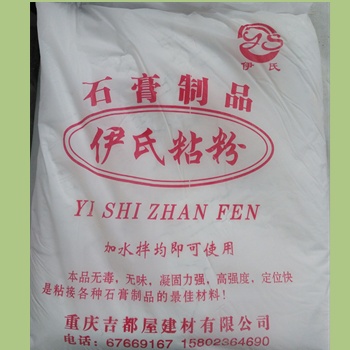 伊氏
石膏制品
伊氏粘粉
YI SHI ZHAN FEN
加水拌均即可使用
本品无毒，无味，凝固力强，高强度，定位快
是粘接各种石膏制品的最佳材料！
重庆吉都屋建材有限公司
电话：67669167 15802364690